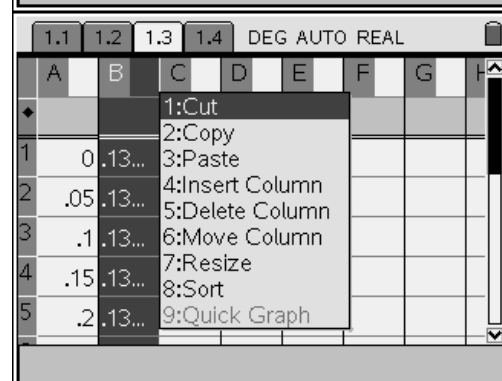 1.1 1.2 1.3 1.4 DEG AUTO REAL
A B C D E F G H
1:Cut
2:Copy
1 0 .13... 3:Paste
4:Insert Column
2 .05 .13... 5:Delete Column
3 .1 .13... 6:Move Column
7:Resize
4 .15 .13... 8:Sort
5 .2 .13... 9:Quick Graph